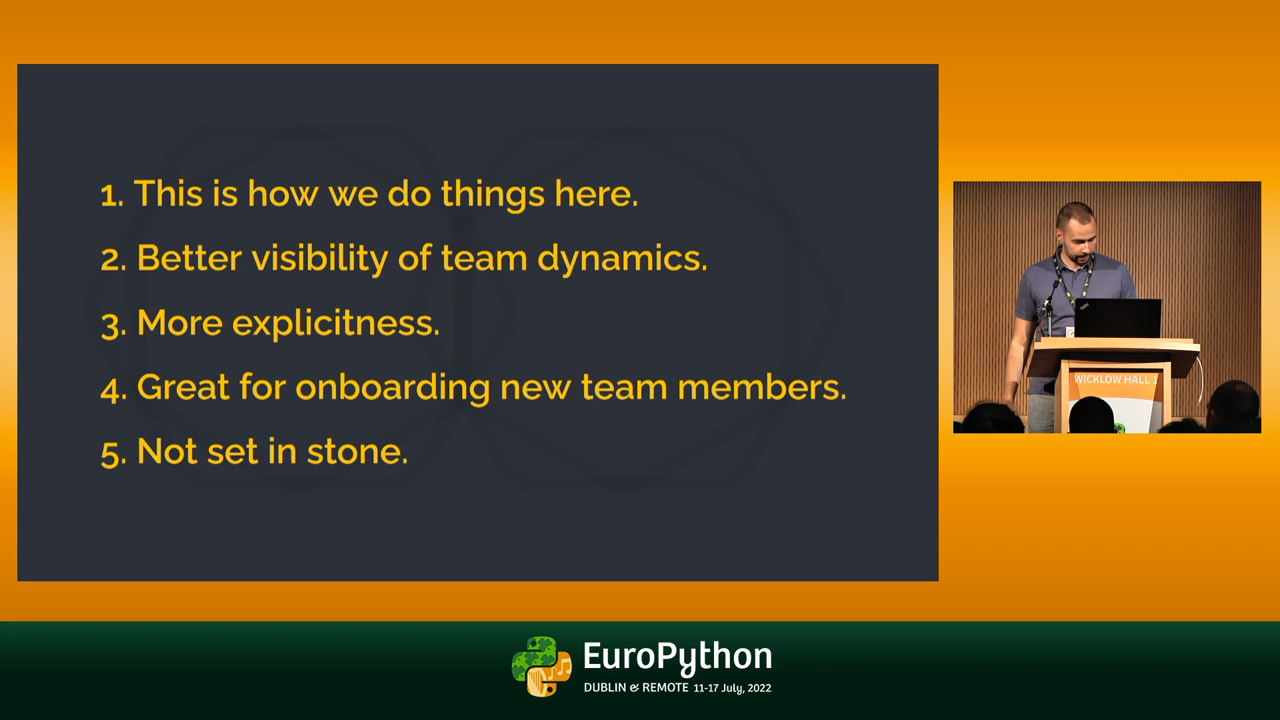 1. This is how we do things here.
2. Better visibility of team dynamics.
3. More explicitness.
4. Great for onboarding new team members.
5. Not set in stone.
WICKLOW HALL 1
EuroPython
DUBLIN & REMOTE 11-17 July, 2022